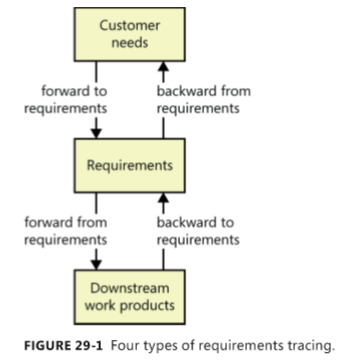 Customer
needs
forward to
requirements
backward from
requirements
Requirements
forward from
requirements
backward to
requirements
Downstream
work products
FIGURE 29-1 Four types of requirements tracing.